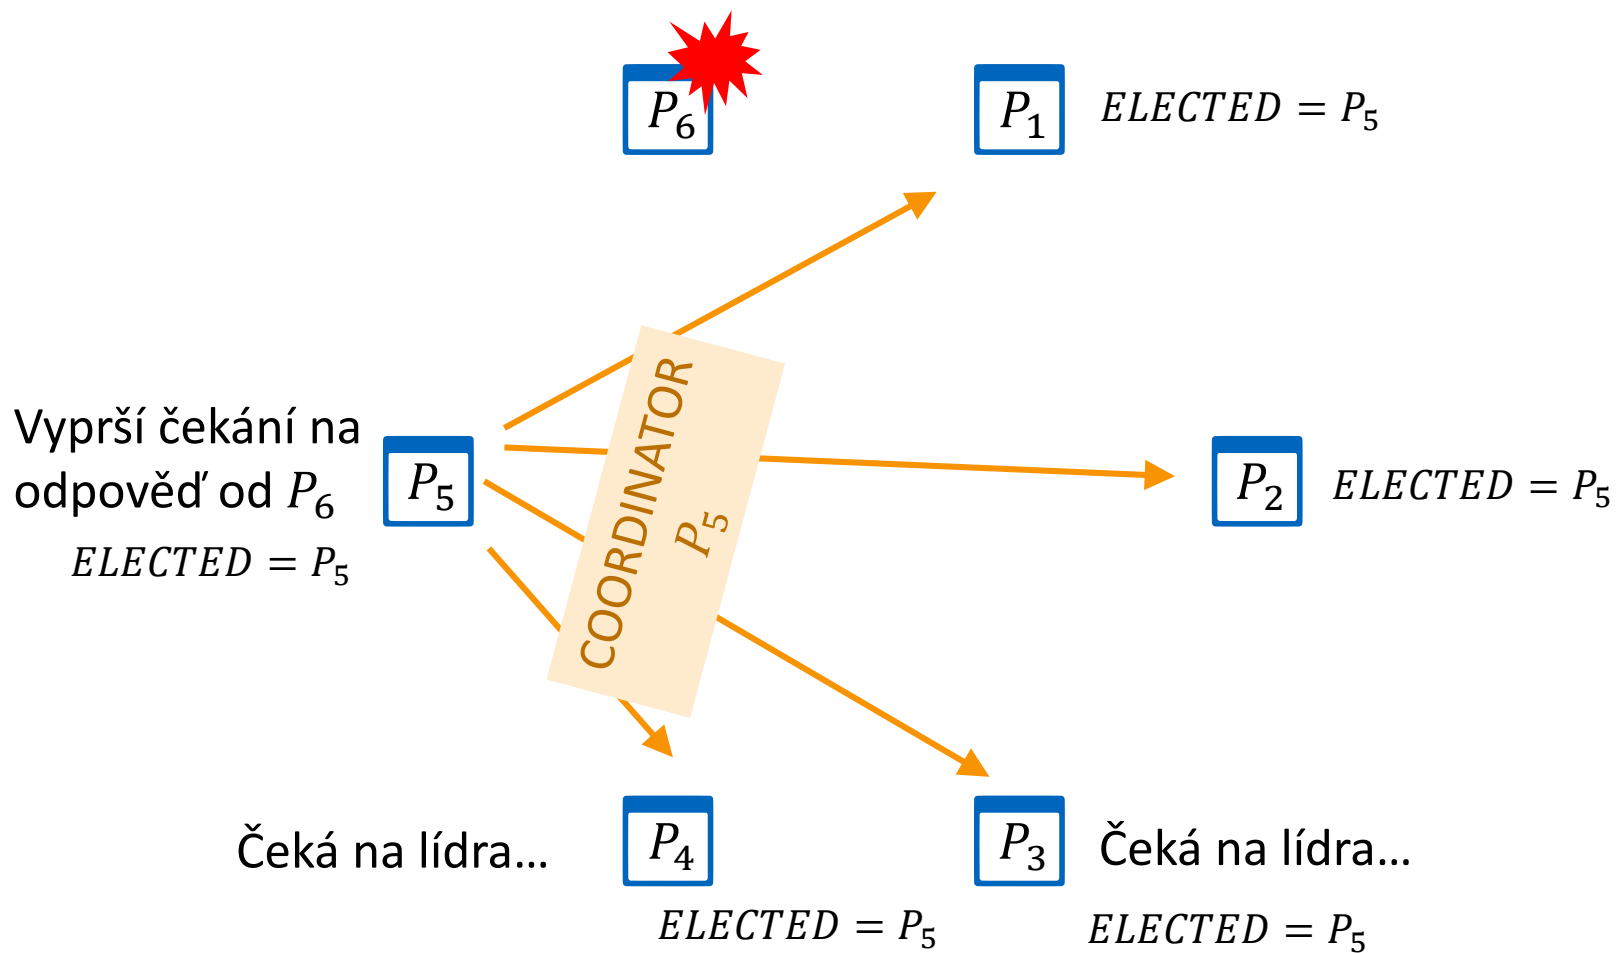 P₆
P₁ ELECTED = P₅
Vyprší čekání na
odpověď od P₆
P₅
ELECTED = P₅
COORDINATOR
P₅
P₂ ELECTED = P₅
Čeká na lídra...
P₄
ELECTED = P₅
P₃
Čeká na lídra...
ELECTED = P₅